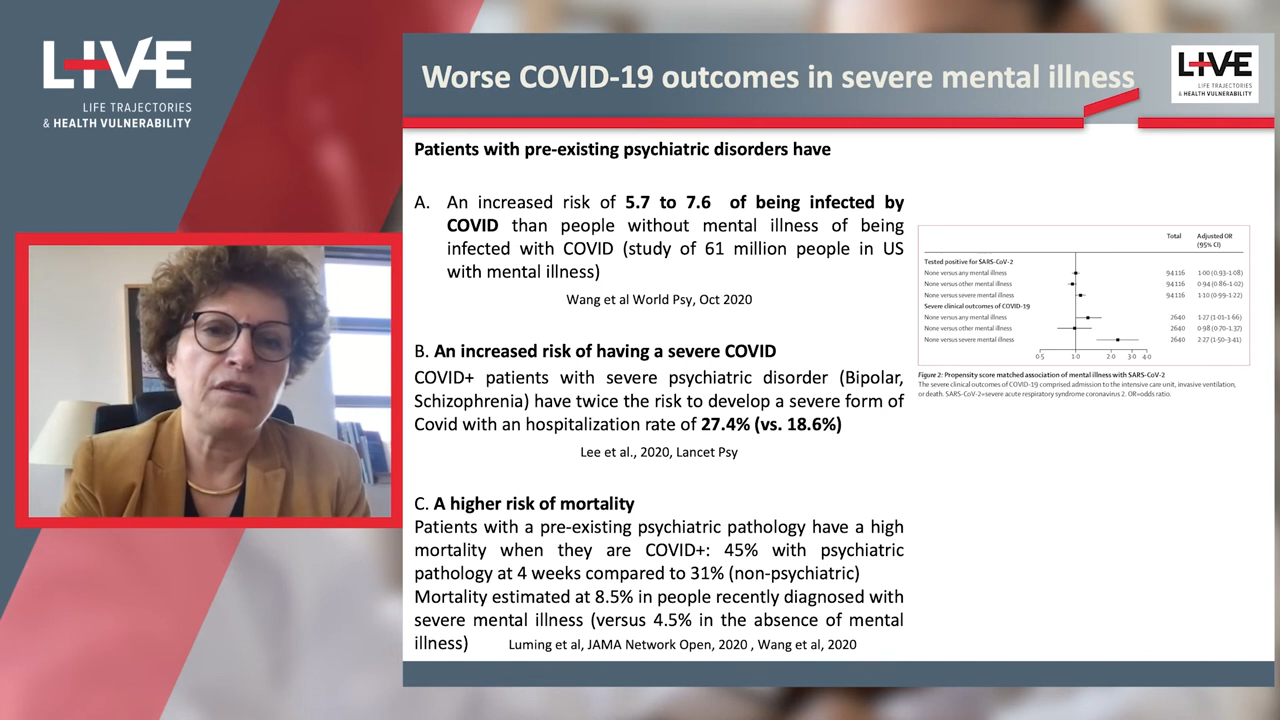 LIVE
LIFE TRAJECTORIES
& HEALTH VULNERABILITY
Worse COVID-19 outcomes in severe mental illness
LIVE
LIFE TRAJECTORIES
& HEALTH VULNERABILITY
Patients with pre-existing psychiatric disorders have
A. An increased risk of 5.7 to 7.6 of being infected by
COVID than people without mental illness of being
infected with COVID (study of 61 million people in US
with mental illness)
Wang et al World Psy, Oct 2020
B. An increased risk of having a severe COVID
COVID+ patients with severe psychiatric disorder (Bipolar,
Schizophrenia) have twice the risk to develop a severe form of
Covid with an hospitalization rate of 27.4% (vs. 18.6%)
Lee et al., 2020, Lancet Psy
C. A higher risk of mortality
Patients with a pre-existing psychiatric pathology have a high
mortality when they are COVID+: 45% with psychiatric
pathology at 4 weeks compared to 31% (non-psychiatric)
Mortality estimated at 8.5% in people recently diagnosed with
severe mental illness (versus 4.5% in the absence of mental
illness) Luming et al, JAMA Network Open, 2020 , Wang et al, 2020
Total Adjusted OR
(95% CI)
Tested positive for SARS-CoV-2
None versus any mental illness 94 116 1·00 (0·93–1·08)
None versus other mental illness 94 116 0·94 (0·86–1·02)
None versus severe mental illness 94 116 1·10 (0·99–1·22)
Severe clinical outcomes of COVID-19
None versus any mental illness 2640 1·27 (1·01–1·66)
None versus other mental illness 2640 0·98 (0·70–1·37)
None versus severe mental illness 2640 2·27 (1·50–3·41)
0·5 1·0 2·0 3·0 4·0
Figure 2: Propensity score matched association of mental illness with SARS-CoV-2
The severe clinical outcomes of COVID-19 comprised admission to the intensive care unit, invasive ventilation,
or death. SARS-CoV-2=severe acute respiratory syndrome coronavirus 2. OR=odds ratio.